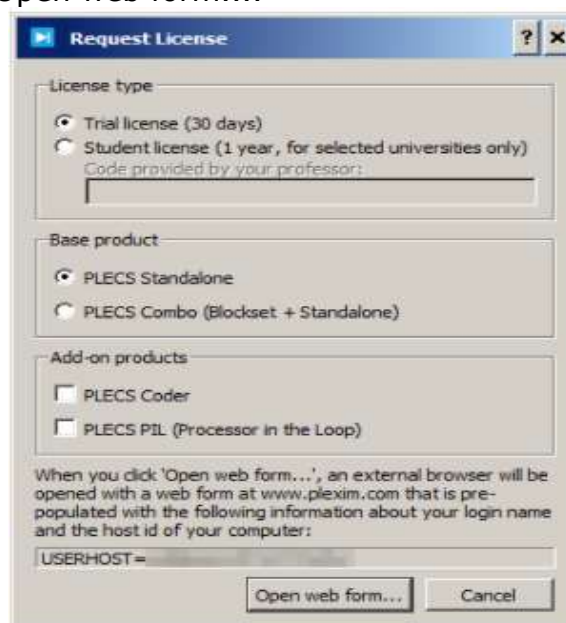 Open web form....
Request License
License type
Trial license (30 days)
Student license (1 year, for selected universities only)
Code provided by your professor:
Base product
PLECS Standalone
PLECS Combo (Blockset + Standalone)
Add-on products
PLECS Coder
PLECS PIL (Processor in the Loop)
When you click 'Open web form...', an external browser will be
opened with a web form at www.plexim.com that is pre-
populated with the following information about your login name
and the host id of your computer:
USERHOST=
Open web form...
Cancel